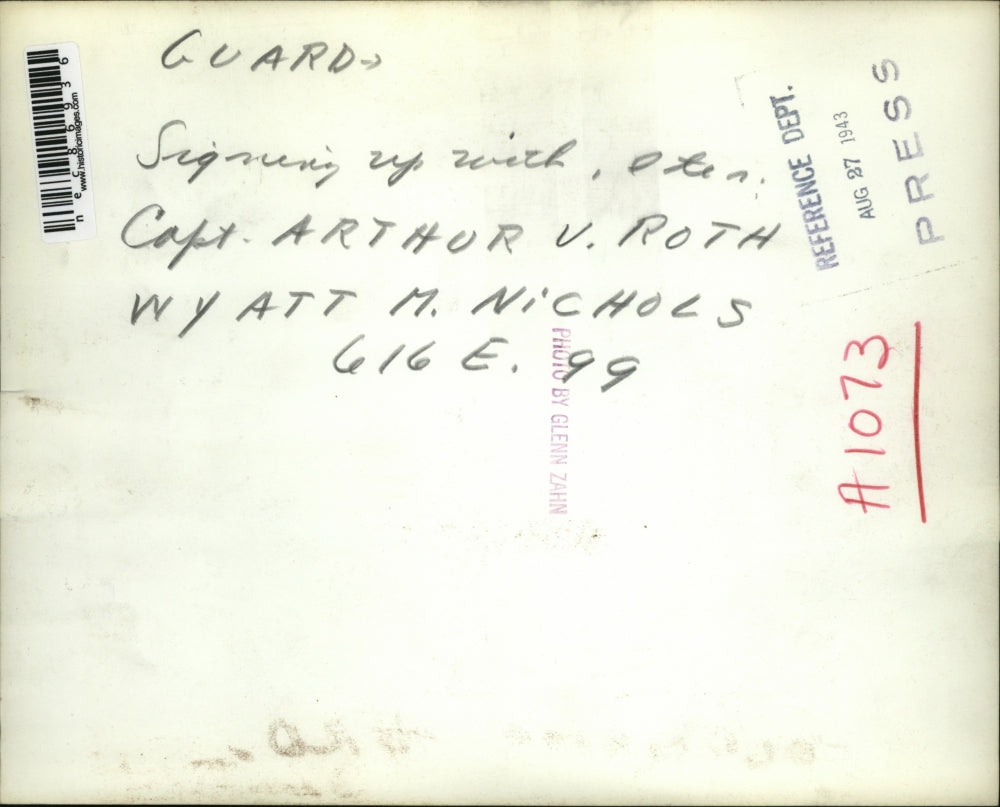 GUARD→
Signing up with,
Capt. ARTHUR V. ROTH
WYATT M. NICHOLS
616 E. 99
PHOTO BY GLENN ZAHN
REFERENCE DEPT.
AUG 27 1943
PRESS
A1073
neC86936
www.historicimages.com